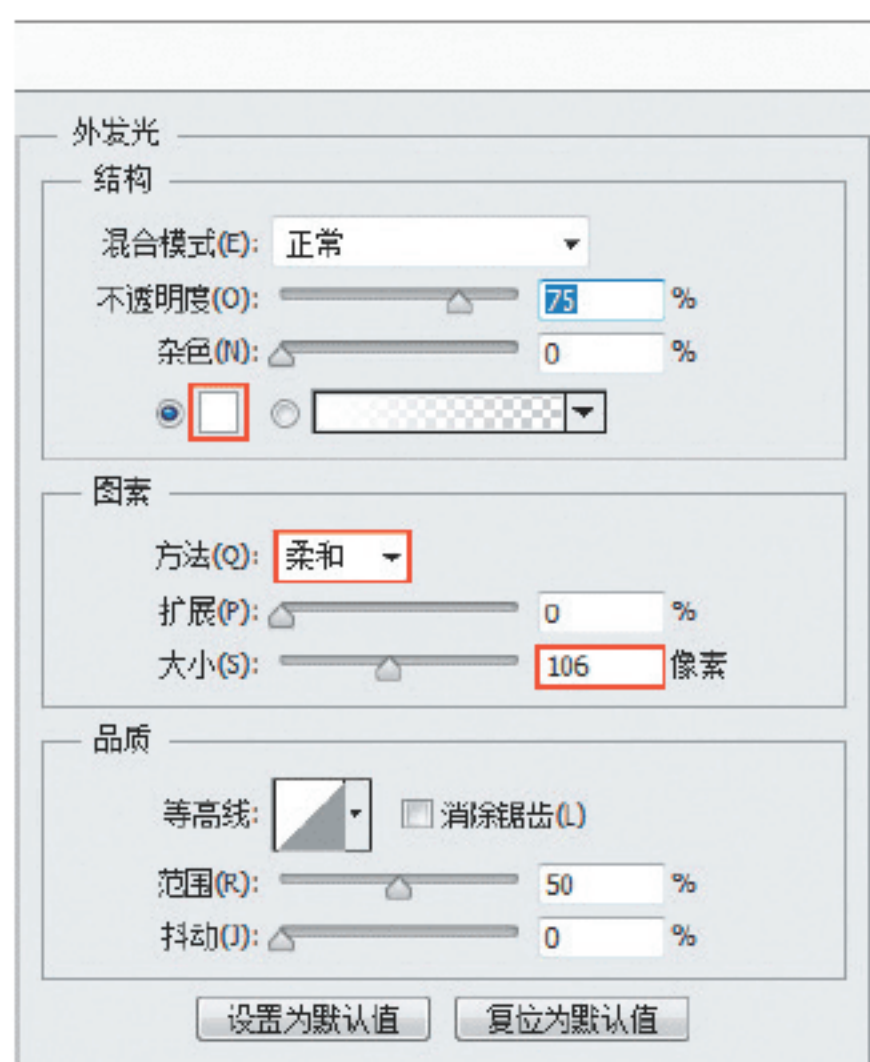 外发光
结构
混合模式(E): 正常
不透明度(O): 75 %
杂色(N): 0 %
图素
方法(Q): 柔和
扩展(P): 0 %
大小(S): 106 像素
品质
等高线: 消除锯齿(L)
范围(R): 50 %
抖动(J): 0 %
设置为默认值 复位为默认值